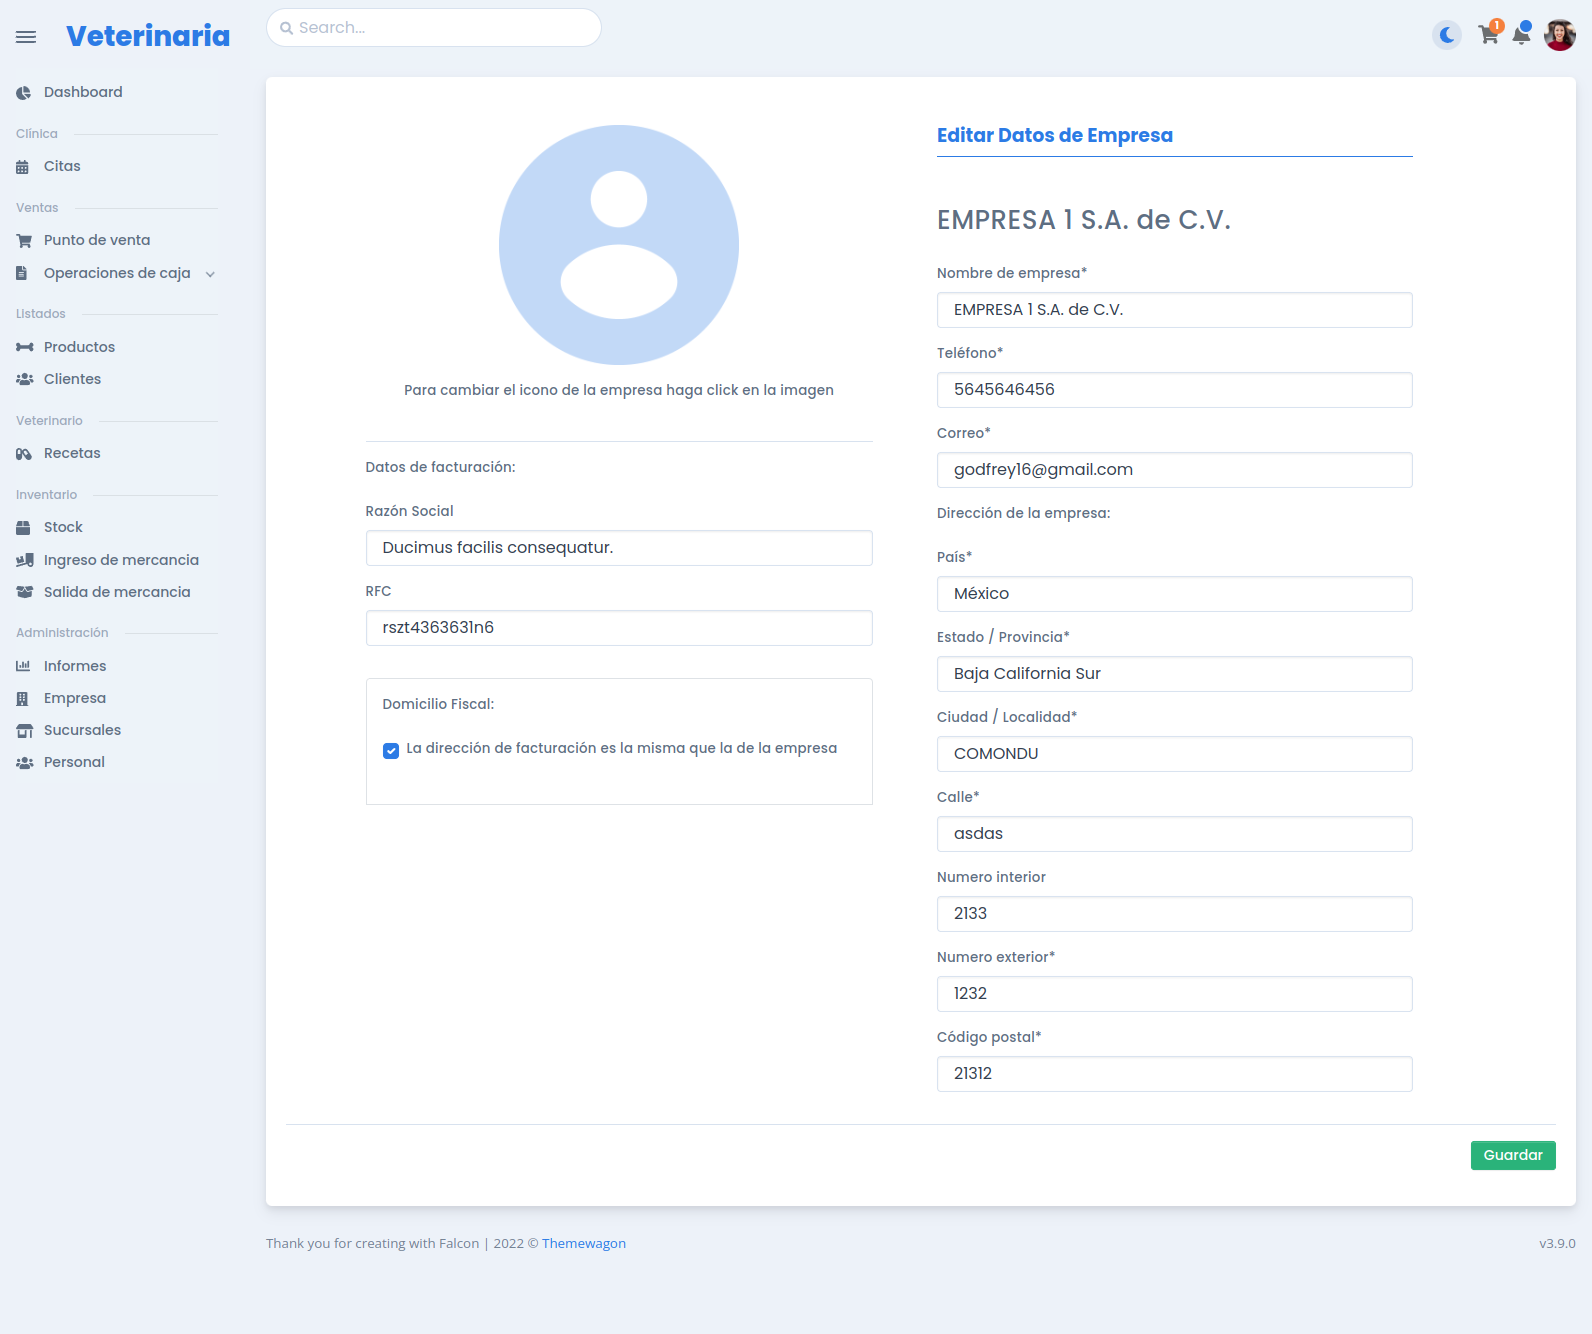 Veterinaria
Search...
1
Dashboard
Clínica
Citas
Ventas
Punto de venta
Operaciones de caja
Listados
Productos
Clientes
Veterinario
Recetas
Inventario
Stock
Ingreso de mercancia
Salida de mercancia
Administración
Informes
Empresa
Sucursales
Personal
Para cambiar el icono de la empresa haga click en la imagen
Datos de facturación:
Razón Social
Ducimus facilis consequatur.
RFC
rszt4363631n6
Domicilio Fiscal:
La dirección de facturación es la misma que la de la empresa
Editar Datos de Empresa
EMPRESA 1 S.A. de C.V.
Nombre de empresa*
EMPRESA 1 S.A. de C.V.
Teléfono*
5645646456
Correo*
godfrey16@gmail.com
Dirección de la empresa:
País*
México
Estado / Provincia*
Baja California Sur
Ciudad / Localidad*
COMONDU
Calle*
asdas
Numero interior
2133
Numero exterior*
1232
Código postal*
21312
Guardar
Thank you for creating with Falcon | 2022 © Themewagon
v3.9.0